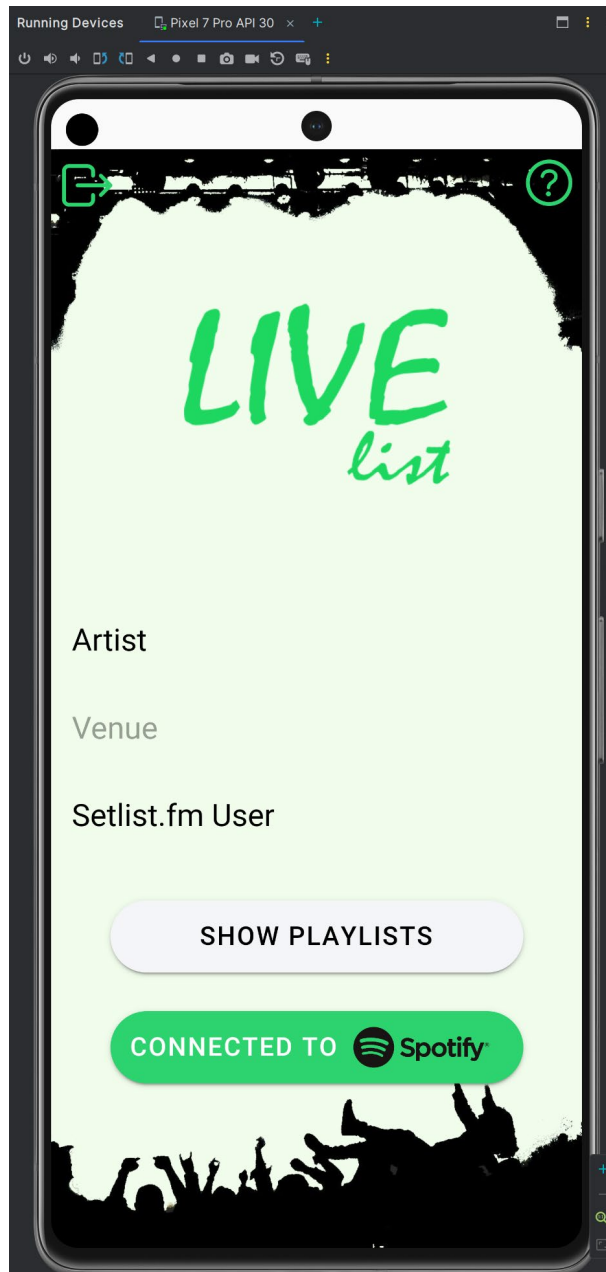 Running Devices
Pixel 7 Pro API 30
LIVE
list
Artist
Venue
Setlist.fm User
SHOW PLAYLISTS
CONNECTED TO Spotify